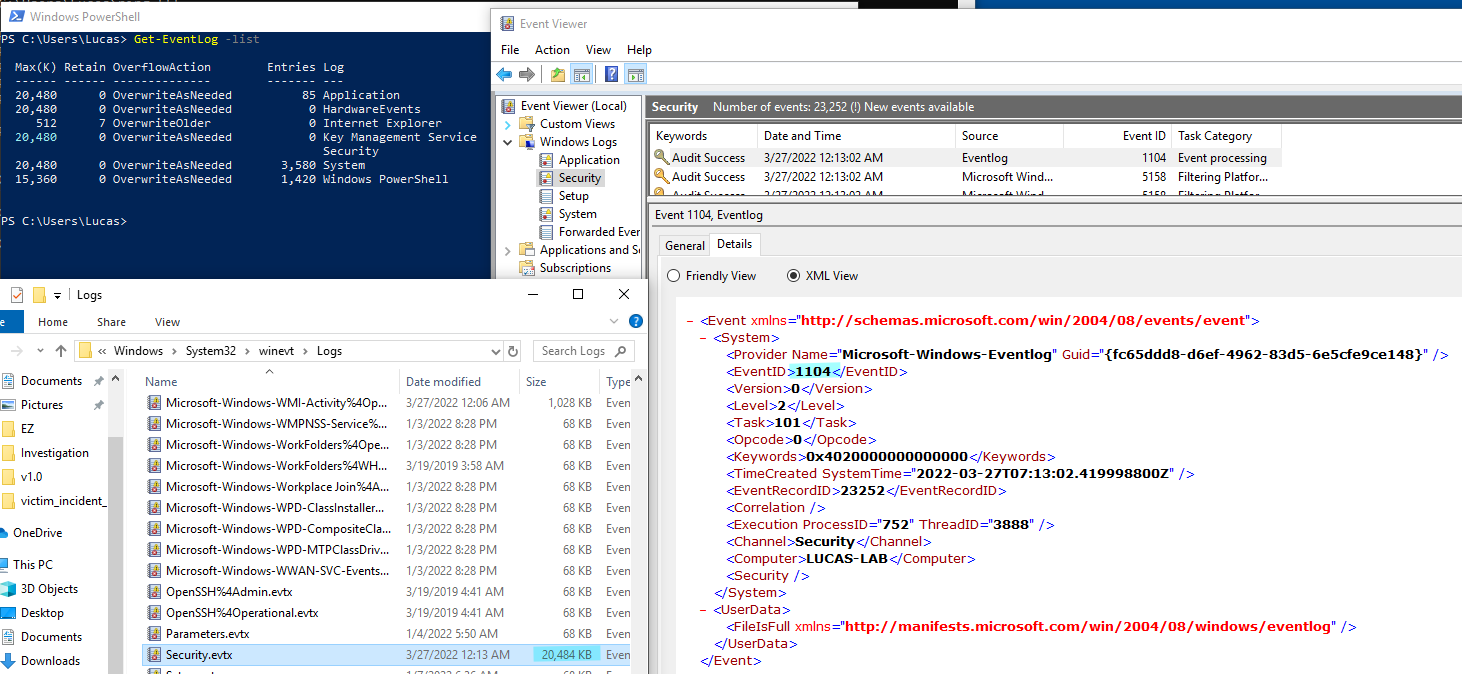 Windows PowerShell
PS C:\Users\Lucas> Get-EventLog -list
Max(K) Retain OverflowAction Entries Log
------ ------ -------------- ------- ---
20,480 0 OverwriteAsNeeded 85 Application
20,480 0 OverwriteAsNeeded 0 HardwareEvents
512 7 OverwriteOlder 0 Internet Explorer
20,480 0 OverwriteAsNeeded 0 Key Management Service
Security
20,480 0 OverwriteAsNeeded 3,580 System
15,360 0 OverwriteAsNeeded 1,420 Windows PowerShell
PS C:\Users\Lucas>
Event Viewer
File Action View Help
Event Viewer (Local)
Custom Views
Windows Logs
Application
Security
Setup
System
Forwarded Ever
Applications and Se
Subscriptions
Security Number of events: 23,252 (!) New events available
Keywords Date and Time Source Event ID Task Category
Audit Success 3/27/2022 12:13:02 AM Eventlog 1104 Event processing
Audit Success 3/27/2022 12:13:02 AM Microsoft Wind... 5158 Filtering Platfor...
Audit Success 3/27/2022 12:13:02 AM Microsoft Wind... 5158 Filtering Platfor...
Event 1104, Eventlog
General Details
Friendly View XML View
- <Event xmlns="http://schemas.microsoft.com/win/2004/08/events/event">
- <System>
<Provider Name="Microsoft-Windows-Eventlog" Guid="{fc65ddd8-d6ef-4962-83d5-6e5cfe9ce148}" />
<EventID>1104</EventID>
<Version>0</Version>
<Level>2</Level>
<Task>101</Task>
<Opcode>0</Opcode>
<Keywords>0x4020000000000000</Keywords>
<TimeCreated SystemTime="2022-03-27T07:13:02.419998800Z" />
<EventRecordID>23252</EventRecordID>
<Correlation />
<Execution ProcessID="752" ThreadID="3888" />
<Channel>Security</Channel>
<Computer>LUCAS-LAB</Computer>
<Security />
</System>
- <UserData>
<FileIsFull xmlns="http://manifests.microsoft.com/win/2004/08/windows/eventlog" />
</UserData>
</Event>
Logs
e Home Share View
« Windows > System32 > winevt > Logs
Search Logs
Documents
Pictures
EZ
Investigation
v1.0
victim_incident_
OneDrive
This PC
3D Objects
Desktop
Documents
Downloads
Name Date modified Size Type
Microsoft-Windows-WMI-Activity%4Op... 3/27/2022 12:06 AM 1,028 KB Even
Microsoft-Windows-WMPNSS-Service%... 1/3/2022 8:28 PM 68 KB Even
Microsoft-Windows-WorkFolders%4Ope... 1/3/2022 8:28 PM 68 KB Even
Microsoft-Windows-WorkFolders%4WH... 3/19/2019 3:58 AM 68 KB Even
Microsoft-Windows-Workplace Join%4A... 1/3/2022 8:28 PM 68 KB Even
Microsoft-Windows-WPD-ClassInstaller... 1/3/2022 8:28 PM 68 KB Even
Microsoft-Windows-WPD-CompositeCla... 1/3/2022 8:28 PM 68 KB Even
Microsoft-Windows-WPD-MTPClassDriv... 1/3/2022 8:28 PM 68 KB Even
Microsoft-Windows-WWAN-SVC-Events... 1/3/2022 8:28 PM 68 KB Even
OpenSSH%4Admin.evtx 3/19/2019 4:41 AM 68 KB Even
OpenSSH%4Operational.evtx 3/19/2019 4:41 AM 68 KB Even
Parameters.evtx 1/4/2022 5:50 AM 68 KB Even
Security.evtx 3/27/2022 12:13 AM 20,484 KB Even